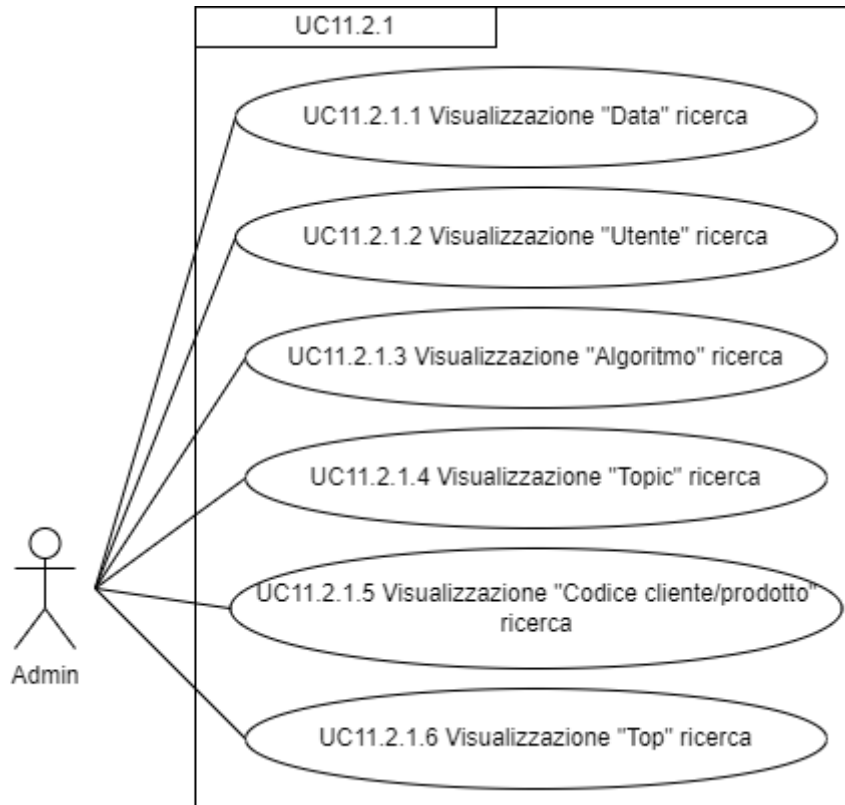 UC11.2.1
UC11.2.1.1 Visualizzazione "Data" ricerca
UC11.2.1.2 Visualizzazione "Utente" ricerca
UC11.2.1.3 Visualizzazione "Algoritmo" ricerca
UC11.2.1.4 Visualizzazione "Topic" ricerca
UC11.2.1.5 Visualizzazione "Codice cliente/prodotto"
ricerca
Admin
UC11.2.1.6 Visualizzazione "Top" ricerca